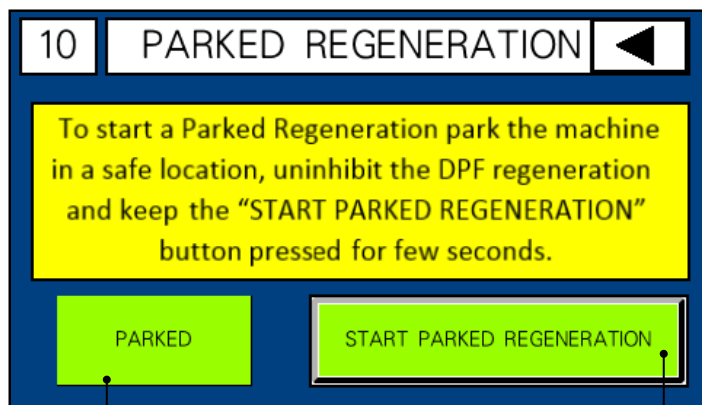 10 PARKED REGENERATION
To start a Parked Regeneration park the machine
in a safe location, uninhibit the DPF regeneration
and keep the “START PARKED REGENERATION”
button pressed for few seconds.
PARKED START PARKED REGENERATION